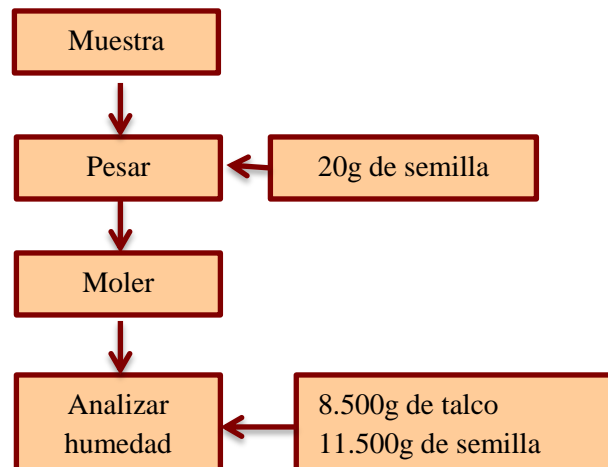 Muestra
Pesar
20g de semilla
Moler
Analizar
humedad
8.500g de talco
11.500g de semilla